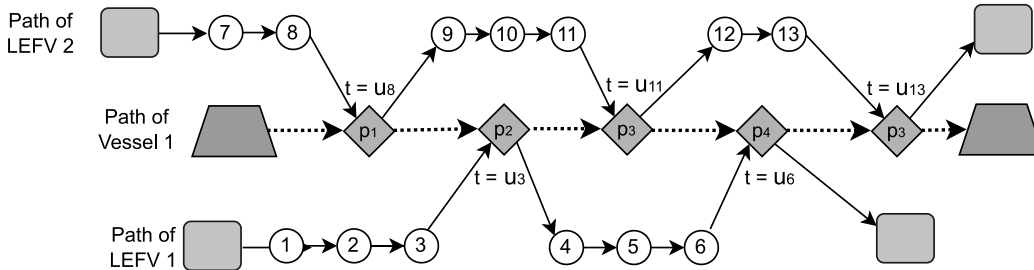 Path of
LEFV 2
7
8
9
10
11
12
13
t = u8
t = u11
t = u13
Path of
Vessel 1
p1
p2
p3
p4
p3
t = u3
t = u6
Path of
LEFV 1
1
2
3
4
5
6